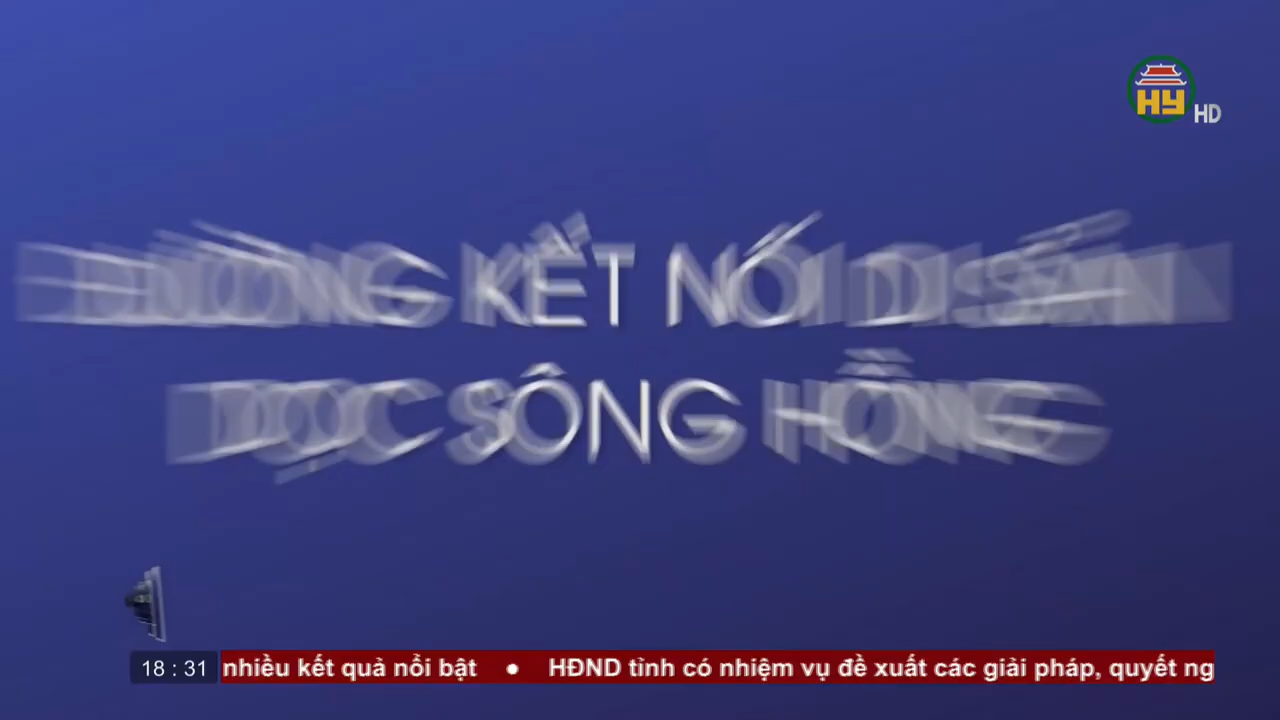 HY HD
ĐƯỜNG KẾT NỐI DI SẢN
DỌC SÔNG HỒNG
18 : 31 nhiều kết quả nổi bật • HĐND tỉnh có nhiệm vụ đề xuất các giải pháp, quyết ng